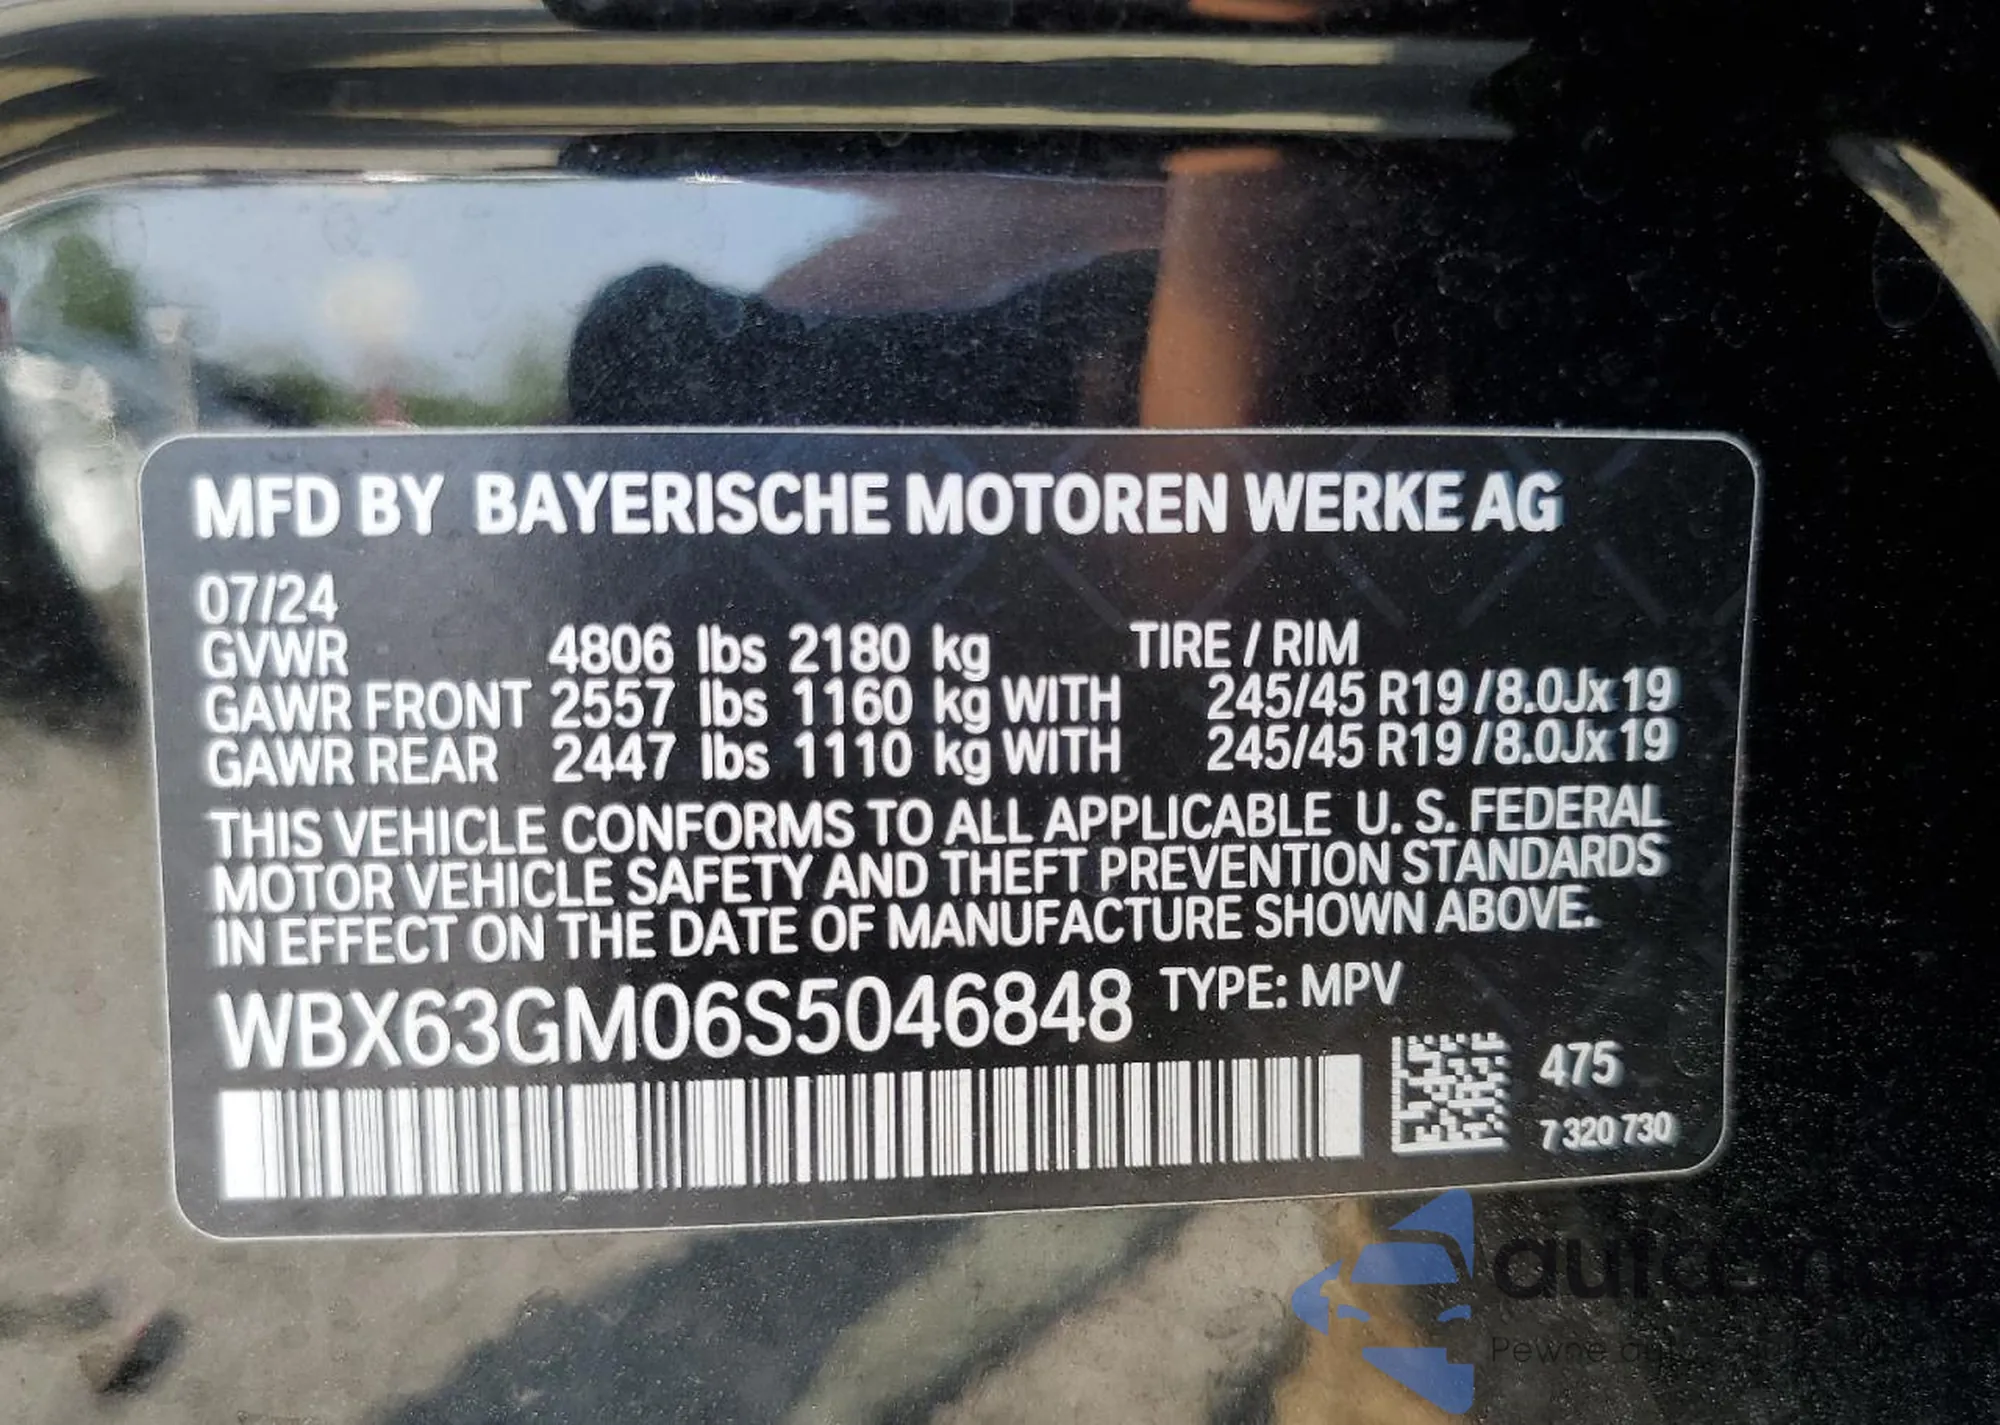 MFD BY BAYERISCHE MOTOREN WERKE AG
07/24
GVWR 4806 lbs 2180 kg TIRE / RIM
GAWR FRONT 2557 lbs 1160 kg WITH 245/45 R19 / 8.0Jx 19
GAWR REAR 2447 lbs 1110 kg WITH 245/45 R19 / 8.0Jx 19
THIS VEHICLE CONFORMS TO ALL APPLICABLE U. S. FEDERAL
MOTOR VEHICLE SAFETY AND THEFT PREVENTION STANDARDS
IN EFFECT ON THE DATE OF MANUFACTURE SHOWN ABOVE.
WBX63GM06S5046848 TYPE: MPV
475
7 320 730
Pewne